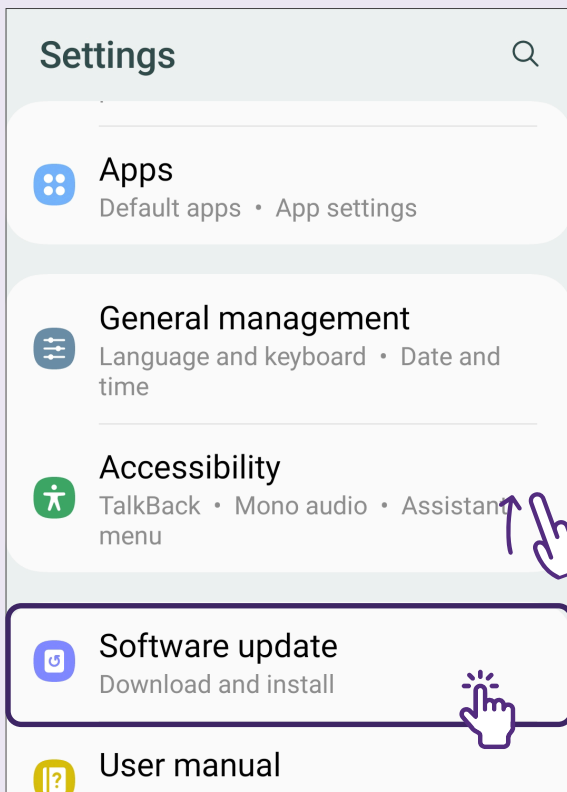 Settings
Apps
Default apps • App settings
General management
Language and keyboard • Date and
time
Accessibility
TalkBack • Mono audio • Assistant
menu
Software update
Download and install
User manual